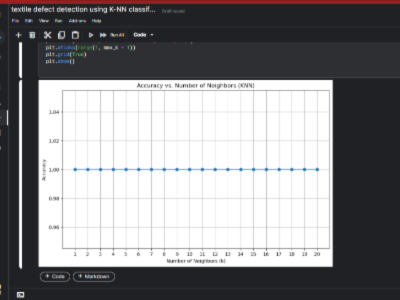 textile defect detection using K-NN classif...
Draft saved
File Edit View Run Add-ons Help
Run All
Code
plt.xticks(range(1, max_k + 1))
plt.grid(True)
plt.show()
Accuracy vs. Number of Neighbors (KNN)
1.04
1.02
1.00
0.98
0.96
Accuracy
1 2 3 4 5 6 7 8 9 10 11 12 13 14 15 16 17 18 19 20
Number of Neighbors (k)
+ Code + Markdown